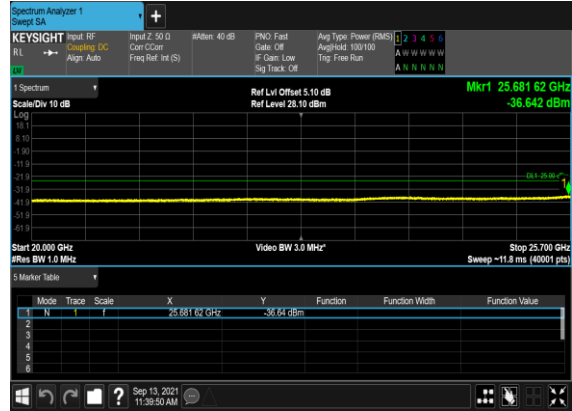 Spectrum Analyzer 1
Swept SA
+
KEYSIGHT Input: RF Input Z: 50 Ω #Atten: 40 dB PNO: Fast Avg Type: Power (RMS) 1 2 3 4 5 6
RL Coupling: DC Corr CCorr Gate: Off Avg|Hold: 100/100 A W W W W W
Align: Auto Freq Ref: Int (S) IF Gain: Low Trig: Free Run
Sig Track: Off A N N N N N
1 Spectrum Ref Lvl Offset 5.10 dB Mkr1 25.681 62 GHz
Scale/Div 10 dB Ref Level 28.10 dBm -36.642 dBm
Log
18.1
8.10
-1.90
-11.9
-21.9 DL1 -25.00
-31.9 1
-41.9
-51.9
-61.9
Start 20.000 GHz Video BW 3.0 MHz* Stop 25.700 GHz
#Res BW 1.0 MHz Sweep ~11.8 ms (40001 pts)
5 Marker Table
Mode Trace Scale X Y Function Function Width Function Value
1 N 1 f 25.681 62 GHz -36.64 dBm
2
3
4
5
6
? Sep 13, 2021
11:39:50 AM